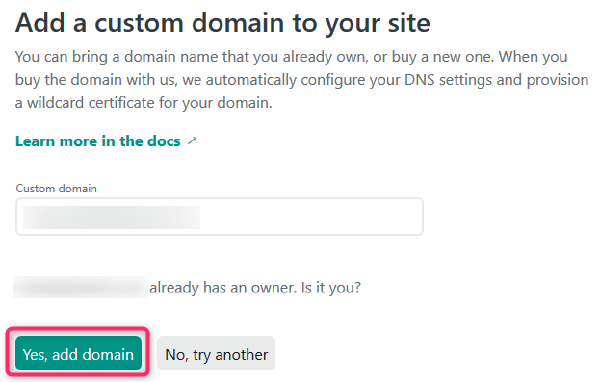 Add a custom domain to your site
You can bring a domain name that you already own, or buy a new one. When you
buy the domain with us, we automatically configure your DNS settings and provision
a wildcard certificate for your domain.
Learn more in the docs ↗
Custom domain
already has an owner. Is it you?
Yes, add domain
No, try another